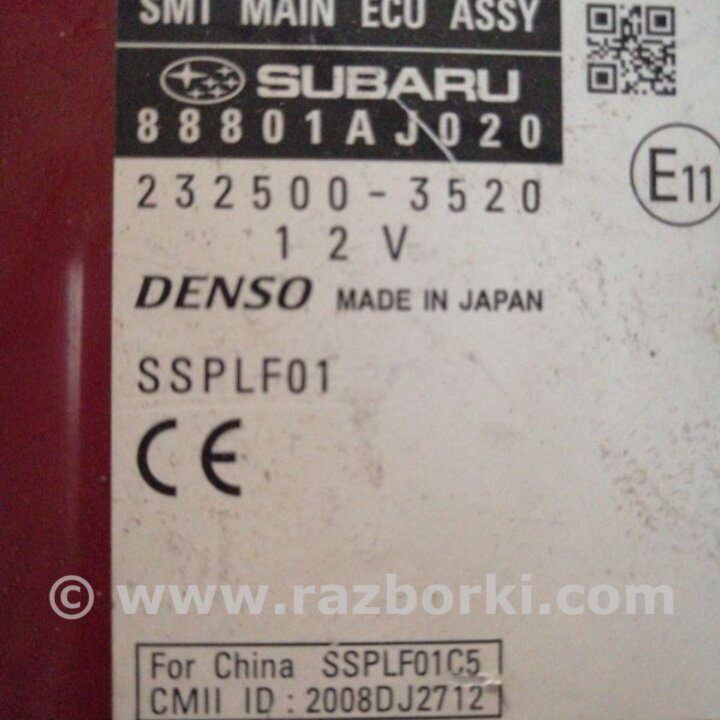 SMT MAIN ECU ASSY
SUBARU
88801AJ020
232500-3520
12V
E11
DENSO MADE IN JAPAN
SSPLF01
CE
© www.razborki.com
For China SSPLF01C5
CMII ID : 2008DJ2712